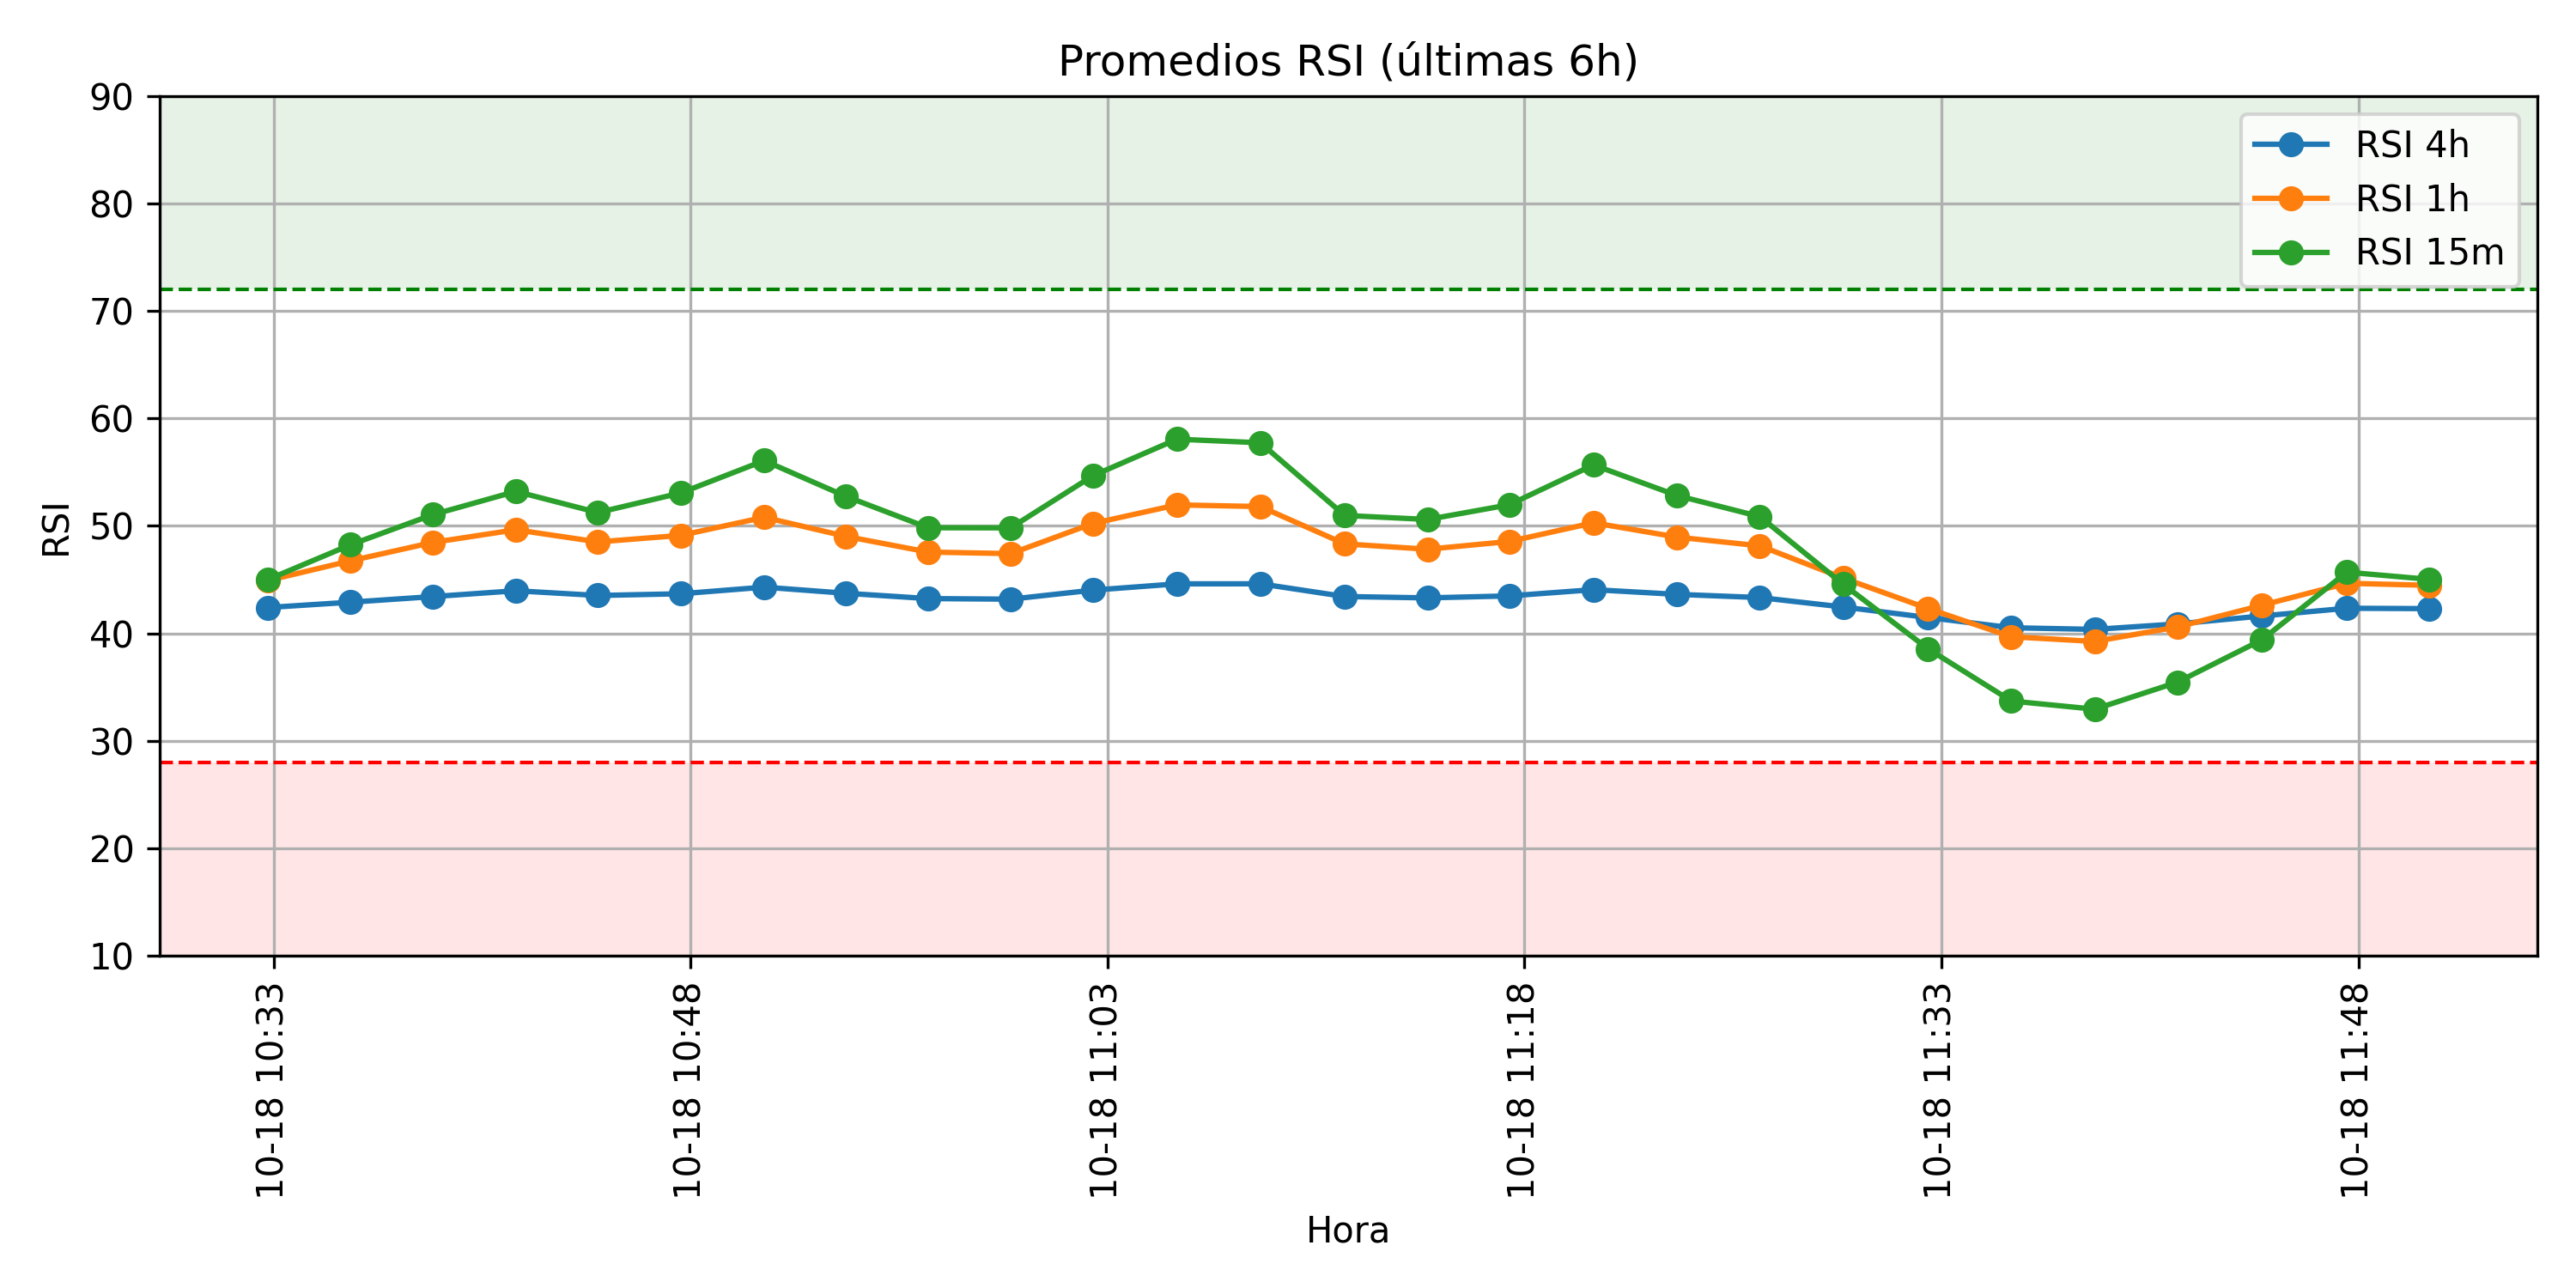 Promedios RSI (últimas 6h)
90
80
70
60
50
40
30
20
10
RSI
RSI 4h
RSI 1h
RSI 15m
10-18 10:33
10-18 10:48
10-18 11:03
10-18 11:18
10-18 11:33
10-18 11:48
Hora